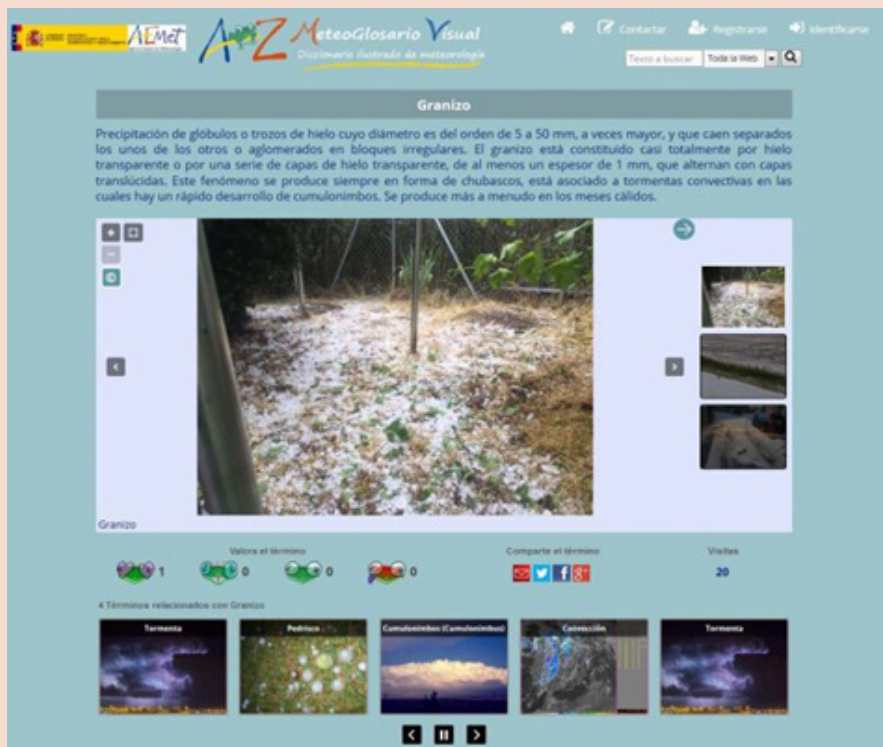 AEMet
A Z MeteoGlosario Visual
Diccionario ilustrado de meteorología
Contactar
Registrarse
Identificarse
Texto a buscar
Toda la Web
Granizo
Precipitación de glóbulos o trozos de hielo cuyo diámetro es del orden de 5 a 50 mm, a veces mayor, y que caen separados
los unos de los otros o aglomerados en bloques irregulares. El granizo está constituido casi totalmente por hielo
transparente o por una serie de capas de hielo transparente, de al menos un espesor de 1 mm, que alternan con capas
translúcidas. Este fenómeno se produce siempre en forma de chubascos, está asociado a tormentas convectivas en las
cuales hay un rápido desarrollo de cumulonimbos. Se produce más a menudo en los meses cálidos.
Granizo
Valora el término
Comparte el término
Visitas
1
0
0
0
20
4 Términos relacionados con Granizo
Tormenta
Pedrisco
Cumulonimbos (Cumulonimbus)
Convección
Tormenta